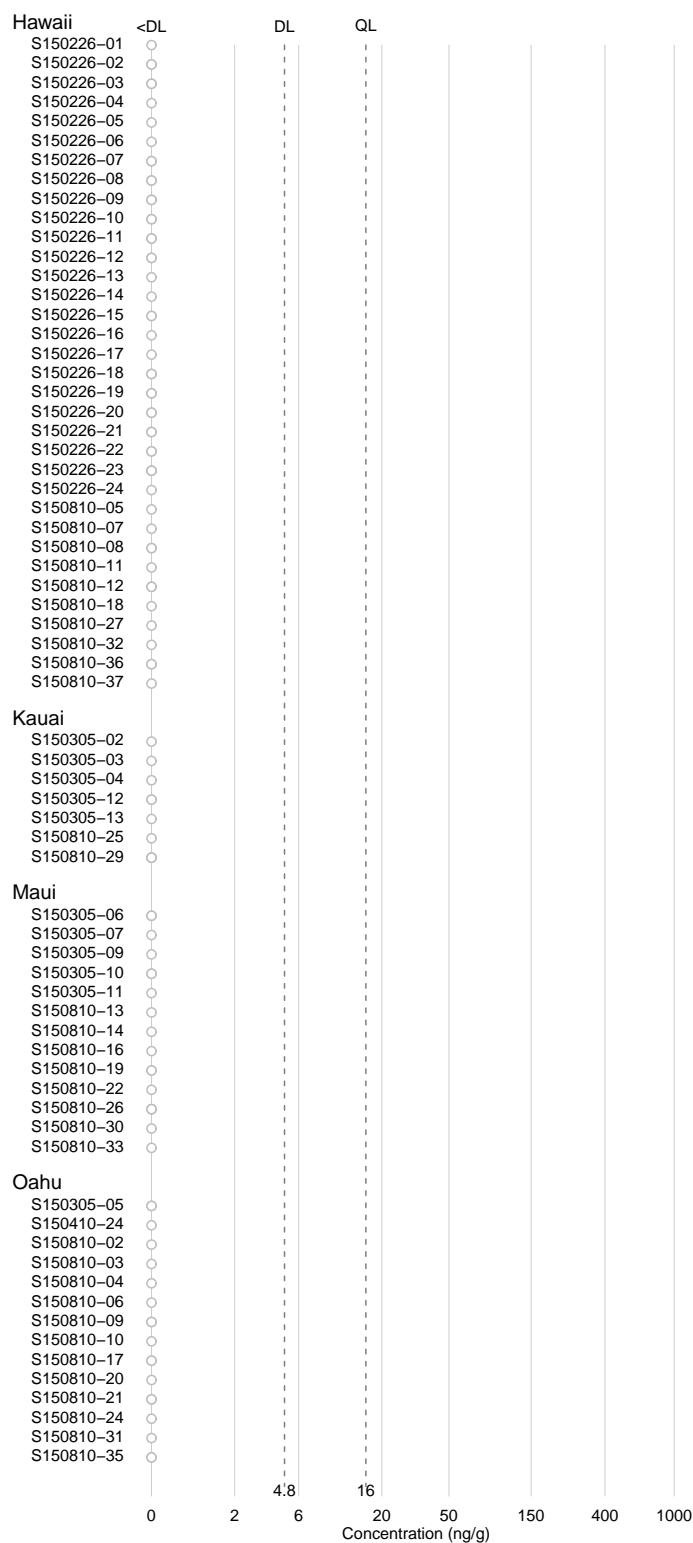 Hawaii <DL DL QL
S150226–01
S150226–02
S150226–03
S150226–04
S150226–05
S150226–06
S150226–07
S150226–08
S150226–09
S150226–10
S150226–11
S150226–12
S150226–13
S150226–14
S150226–15
S150226–16
S150226–17
S150226–18
S150226–19
S150226–20
S150226–21
S150226–22
S150226–23
S150226–24
S150810–05
S150810–07
S150810–08
S150810–11
S150810–12
S150810–18
S150810–27
S150810–32
S150810–36
S150810–37
Kauai
S150305–02
S150305–03
S150305–04
S150305–12
S150305–13
S150810–25
S150810–29
Maui
S150305–06
S150305–07
S150305–09
S150305–10
S150305–11
S150810–13
S150810–14
S150810–16
S150810–19
S150810–22
S150810–26
S150810–30
S150810–33
Oahu
S150305–05
S150410–24
S150810–02
S150810–03
S150810–04
S150810–06
S150810–09
S150810–10
S150810–17
S150810–20
S150810–21
S150810–24
S150810–31
S150810–35
4.8 16
0 2 6 20 50 150 400 1000
Concentration (ng/g)